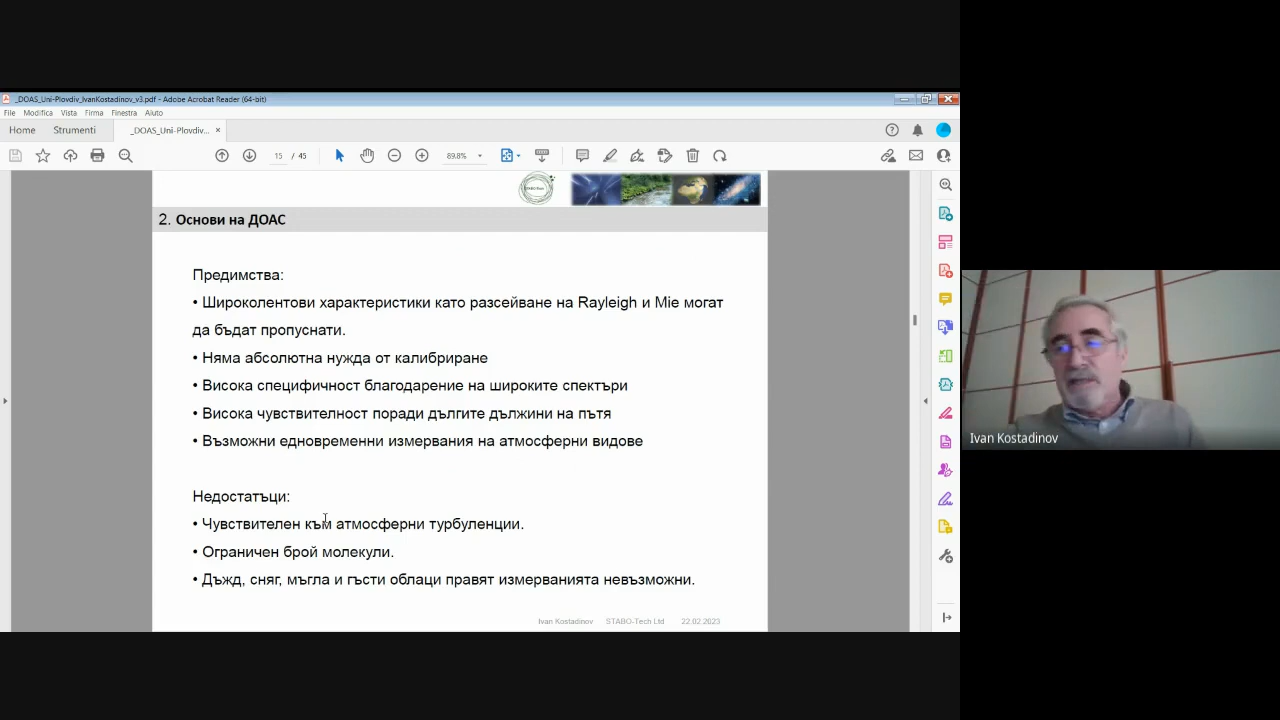 _DOAS_Uni-Plovdiv_IvanKostadinov_v3.pdf - Adobe Acrobat Reader (64-bit)
File Modifica Vista Firma Finestra Aiuto
Home Strumenti _DOAS_Uni-Plovdiv... ×
15 / 45 89,8%
2. Основи на ДОАС
Предимства:
• Широколентови характеристики като разсейване на Rayleigh и Mie могат
да бъдат пропуснати.
• Няма абсолютна нужда от калибриране
• Висока специфичност благодарение на широките спектъри
• Висока чувствителност поради дългите дължини на пътя
• Възможни едновременни измервания на атмосферни видове
Недостатъци:
• Чувствителен към атмосферни турбуленции.
• Ограничен брой молекули.
• Дъжд, сняг, мъгла и гъсти облаци правят измерванията невъзможни.
Ivan Kostadinov STABO-Tech Ltd 22.02.2023
Ivan Kostadinov